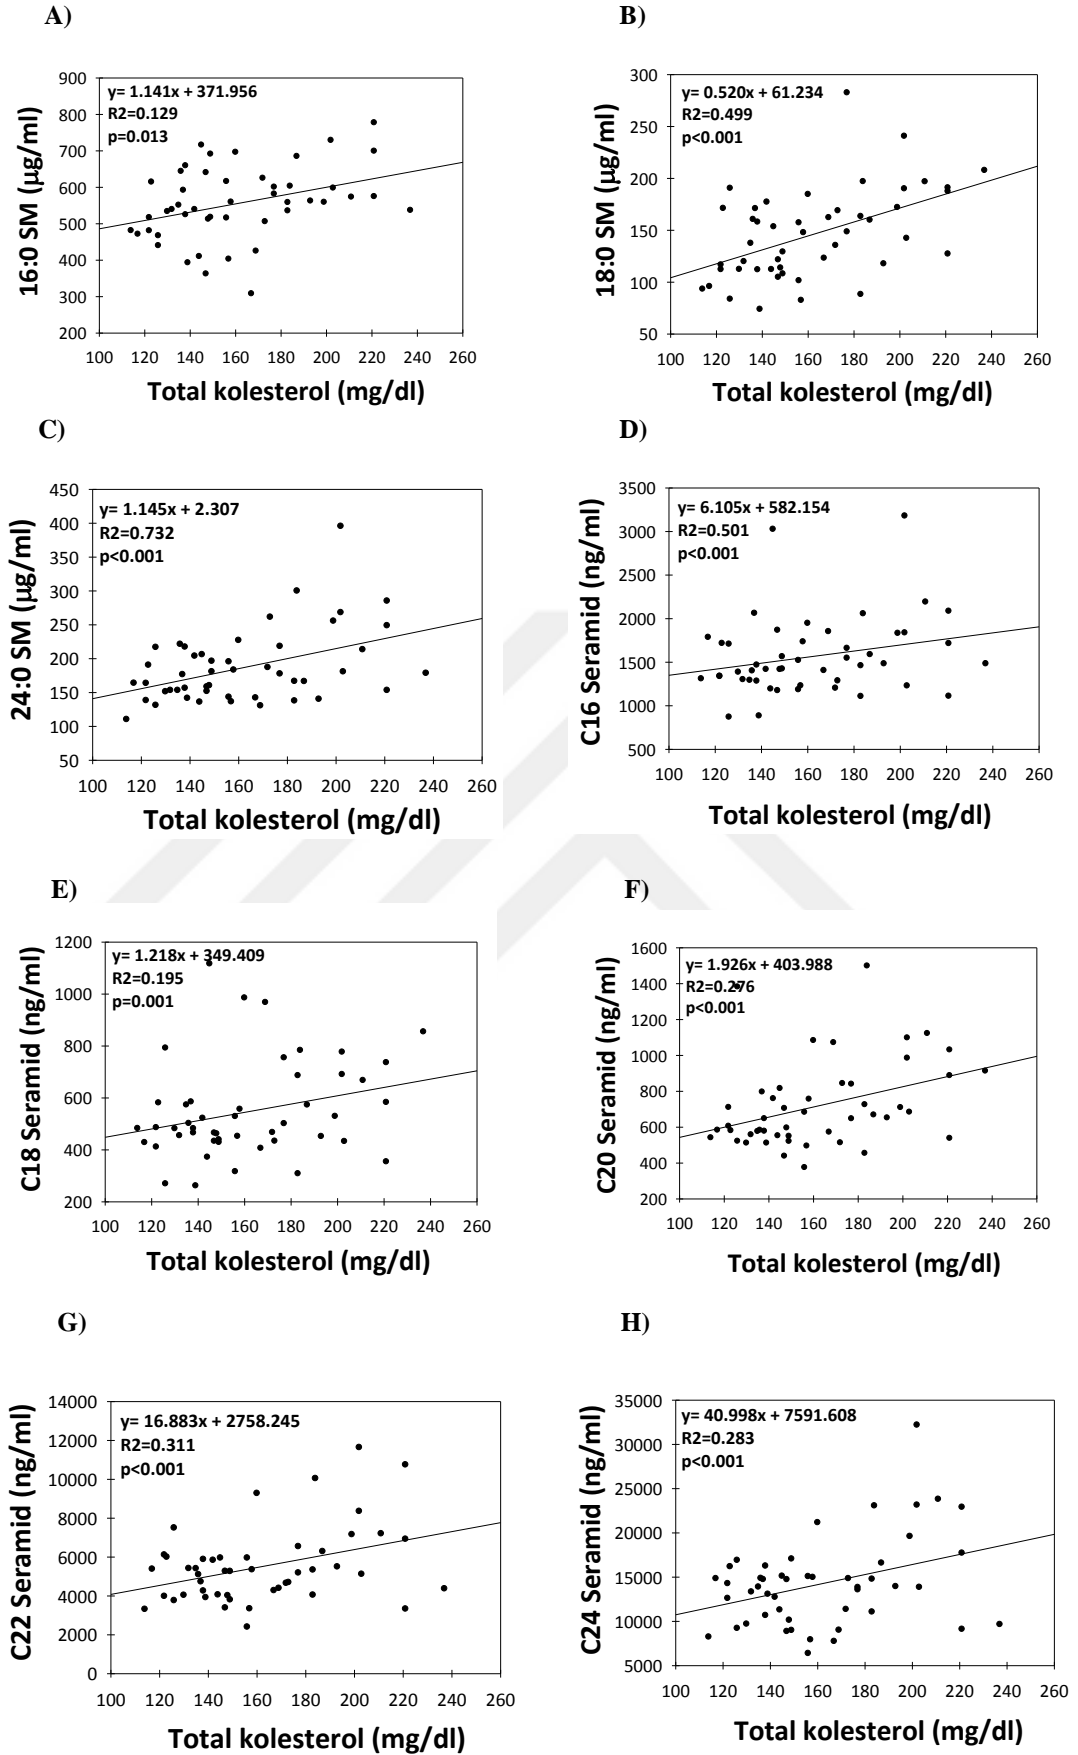 A)
900
800
700
600
500
400
300
200
y= 1.141x + 371.956
R2=0.129
p=0.013
16:0 SM (µg/ml)
100 120 140 160 180 200 220 240 260
Total kolesterol (mg/dl)
B)
300
250
200
150
100
50
y= 0.520x + 61.234
R2=0.499
p<0.001
18:0 SM (µg/ml)
100 120 140 160 180 200 220 240 260
Total kolesterol (mg/dl)
C)
450
400
350
300
250
200
150
100
50
y= 1.145x + 2.307
R2=0.732
p<0.001
24:0 SM (µg/ml)
100 120 140 160 180 200 220 240 260
Total kolesterol (mg/dl)
D)
3500
3000
2500
2000
1500
1000
500
y= 6.105x + 582.154
R2=0.501
p<0.001
C16 Seramid (ng/ml)
100 120 140 160 180 200 220 240 260
Total kolesterol (mg/dl)
E)
1200
1000
800
600
400
200
y= 1.218x + 349.409
R2=0.195
p=0.001
C18 Seramid (ng/ml)
100 120 140 160 180 200 220 240 260
Total kolesterol (mg/dl)
F)
1600
1400
1200
1000
800
600
400
200
y= 1.926x + 403.988
R2=0.276
p<0.001
C20 Seramid (ng/ml)
100 120 140 160 180 200 220 240 260
Total kolesterol (mg/dl)
G)
14000
12000
10000
8000
6000
4000
2000
0
y= 16.883x + 2758.245
R2=0.311
p<0.001
C22 Seramid (ng/ml)
100 120 140 160 180 200 220 240 260
Total kolesterol (mg/dl)
H)
35000
30000
25000
20000
15000
10000
5000
y= 40.998x + 7591.608
R2=0.283
p<0.001
C24 Seramid (ng/ml)
100 120 140 160 180 200 220 240 260
Total kolesterol (mg/dl)